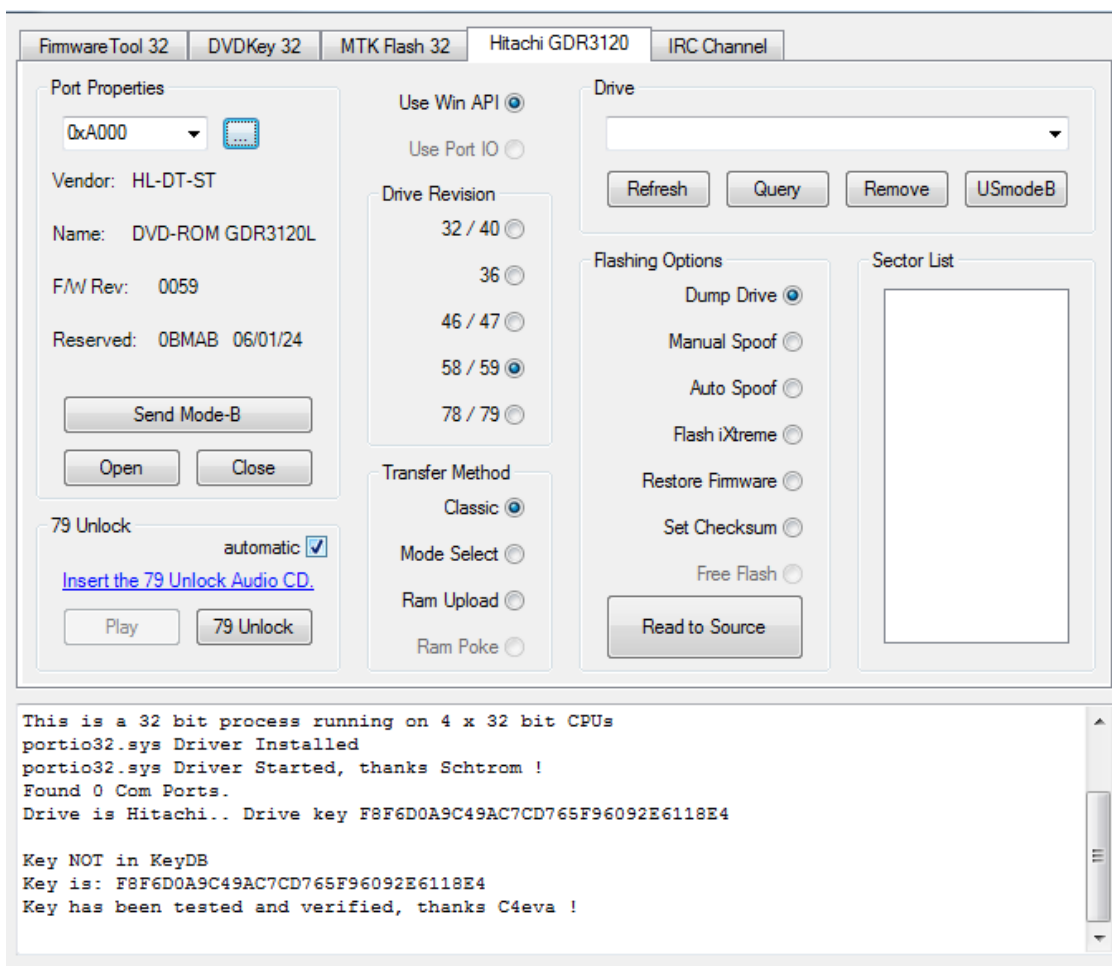 FirmwareTool 32 DVDKey 32 MTK Flash 32 Hitachi GDR3120 IRC Channel
Port Properties
0xA000 ...
Vendor: HL-DT-ST
Name: DVD-ROM GDR3120L
F/W Rev: 0059
Reserved: 0BMAB 06/01/24
Send Mode-B
Open Close
79 Unlock
automatic
Insert the 79 Unlock Audio CD.
Play 79 Unlock
Use Win API
Use Port IO
Drive Revision
32 / 40
36
46 / 47
58 / 59
78 / 79
Transfer Method
Classic
Mode Select
Ram Upload
Ram Poke
Drive
Refresh Query Remove USmodeB
Flashing Options
Dump Drive
Manual Spoof
Auto Spoof
Flash iXtreme
Restore Firmware
Set Checksum
Free Flash
Read to Source
Sector List
This is a 32 bit process running on 4 x 32 bit CPUs
portio32.sys Driver Installed
portio32.sys Driver Started, thanks Schtrom !
Found 0 Com Ports.
Drive is Hitachi.. Drive key F8F6D0A9C49AC7CD765F96092E6118E4
Key NOT in KeyDB
Key is: F8F6D0A9C49AC7CD765F96092E6118E4
Key has been tested and verified, thanks C4eva !